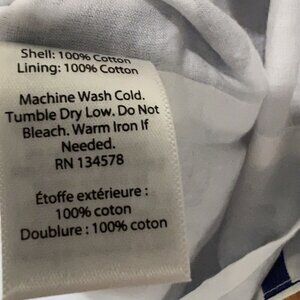 Shell: 100% Cotton
Lining: 100% Cotton
Machine Wash Cold.
Tumble Dry Low. Do Not
Bleach. Warm Iron If
Needed.
RN 134578
Étoffe extérieure :
100% coton
Doublure : 100% coton